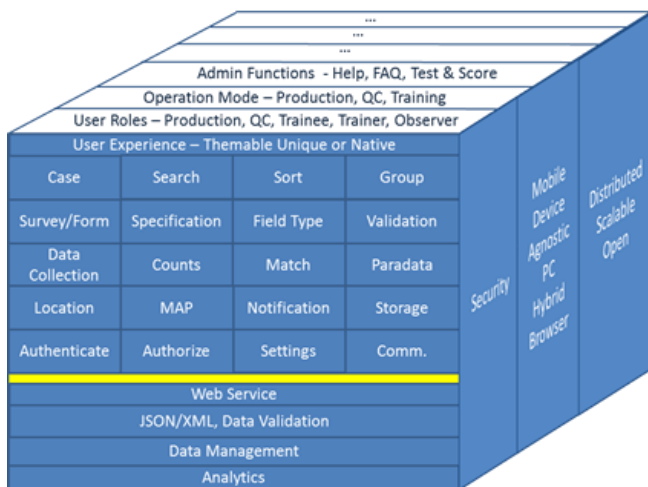 ...
...
...
Admin Functions - Help, FAQ, Test & Score
Operation Mode – Production, QC, Training
User Roles – Production, QC, Trainee, Trainer, Observer
User Experience – Themable Unique or Native
Case Search Sort Group
Survey/Form Specification Field Type Validation
Data
Collection Counts Match Paradata
Location MAP Notification Storage
Authenticate Authorize Settings Comm.
Web Service
JSON/XML, Data Validation
Data Management
Analytics
Security
Mobile
Device
Agnostic
PC
Hybrid
Browser
Distributed
Scalable
Open